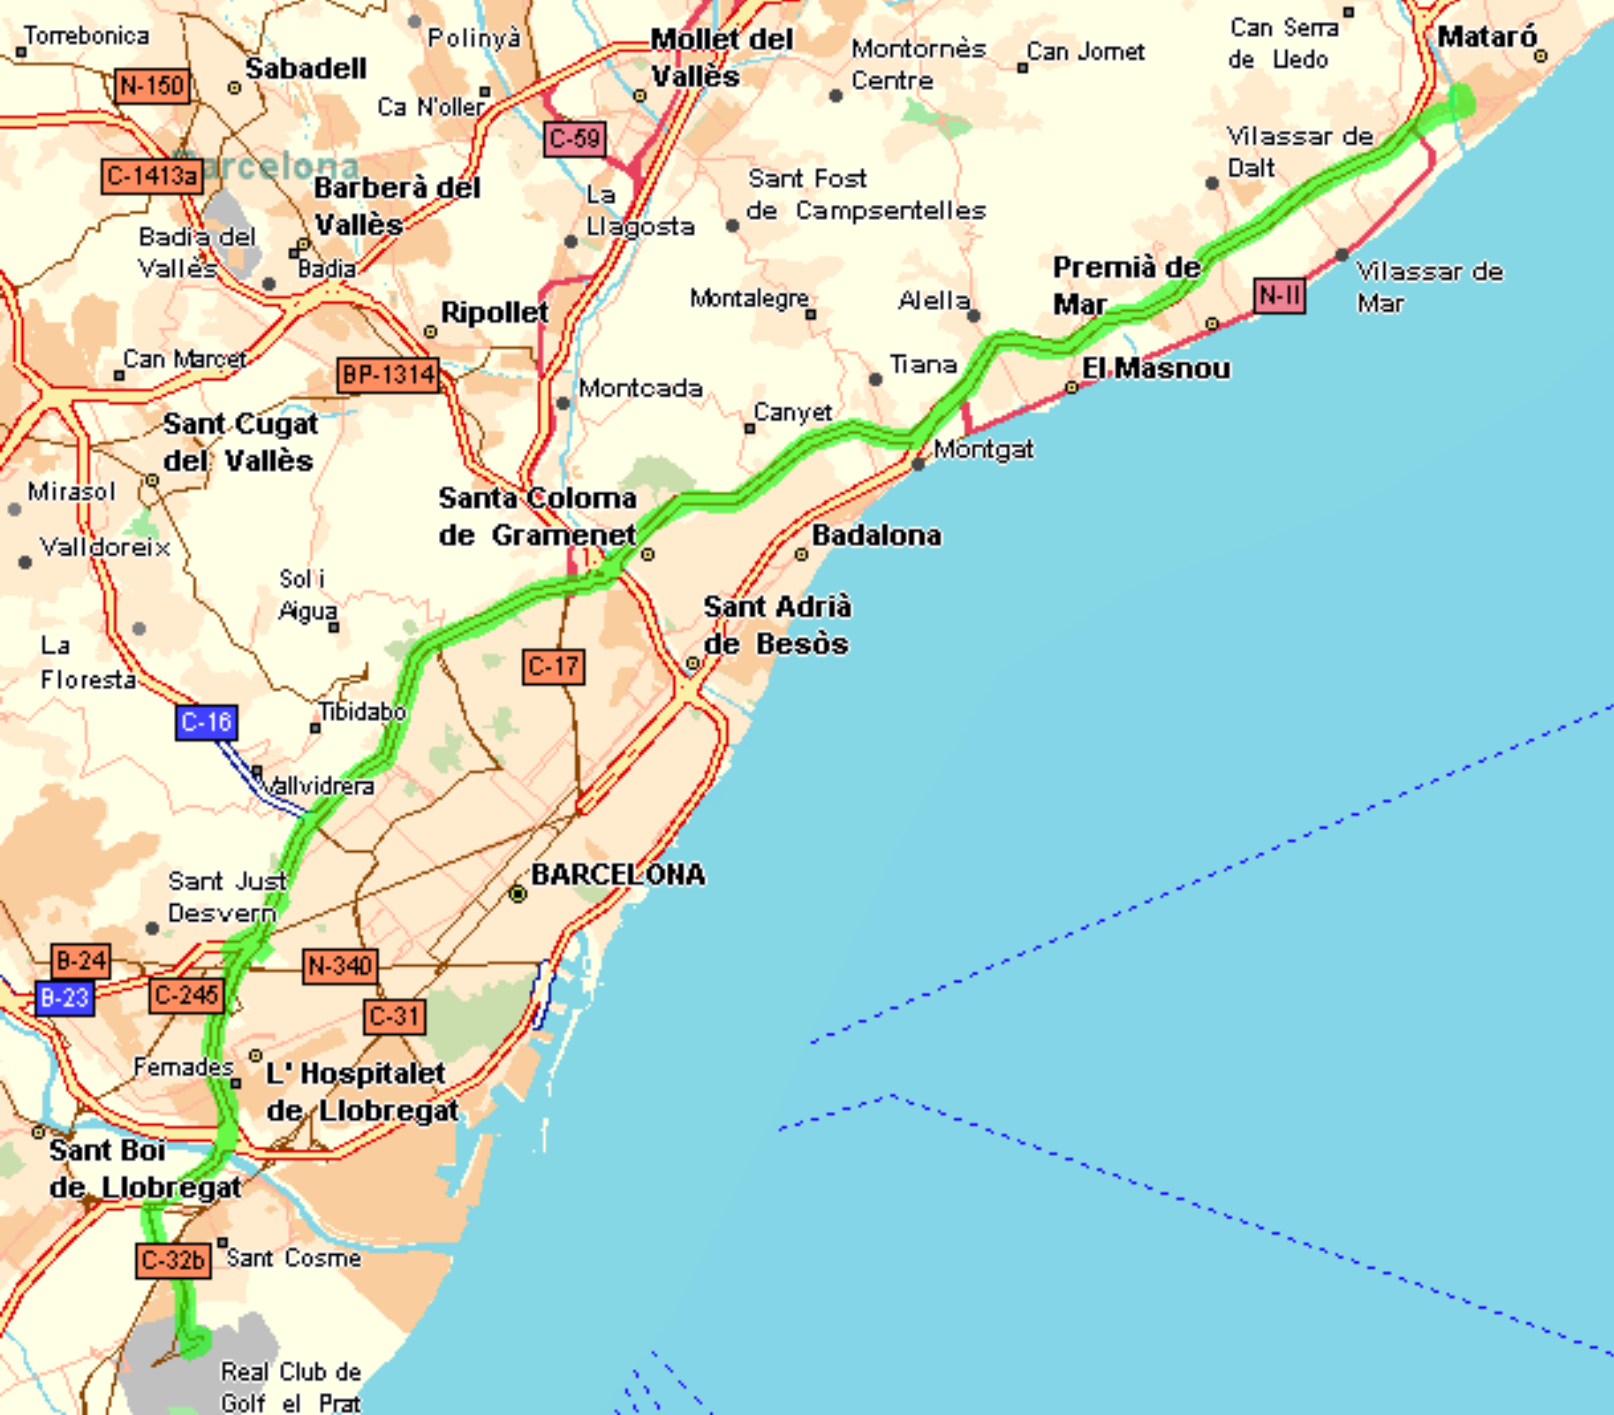 Torrebonica
Polinyà
Mollet del
Vallès
Montornès
Centre
Can Jornet
Can Serra
de Lledo
Mataró
N-150
Sabadell
Ca N'oller
C-59
Vilassar de
Dalt
C-1413a
Barcelona
Barberà del
Vallès
La
Llagosta
Sant Fost
de Campsentelles
Badia del
Vallès
Badia
Premià de
Mar
N-II
Vilassar de
Mar
Ripollet
Montalegre
Alella
Can Marcet
BP-1314
Montcada
Tiana
El Masnou
Sant Cugat
del Vallès
Canyet
Montgat
Mirasol
Santa Coloma
de Gramenet
Valldoreix
Badalona
1.
Sol i
Aigua
Sant Adrià
de Besòs
La
Floresta
C-17
C-16
Tibidabo
Vallvidrera
Sant Just
Desvern
BARCELONA
B-24
N-340
B-23
C-245
C-31
Femades
L' Hospitalet
de Llobregat
Sant Boi
de Llobregat
C-32b
Sant Cosme
Real Club de
Golf el Prat